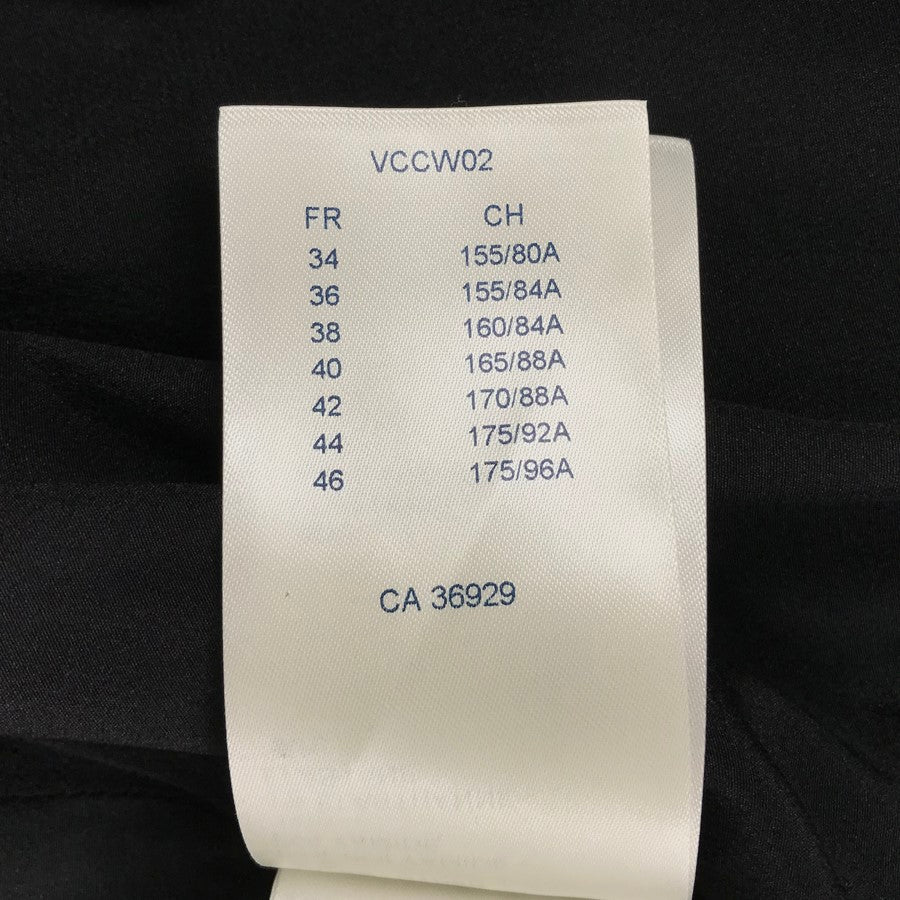 VCCW02
FR CH
34 155/80A
36 155/84A
38 160/84A
40 165/88A
42 170/88A
44 175/92A
46 175/96A
CA 36929